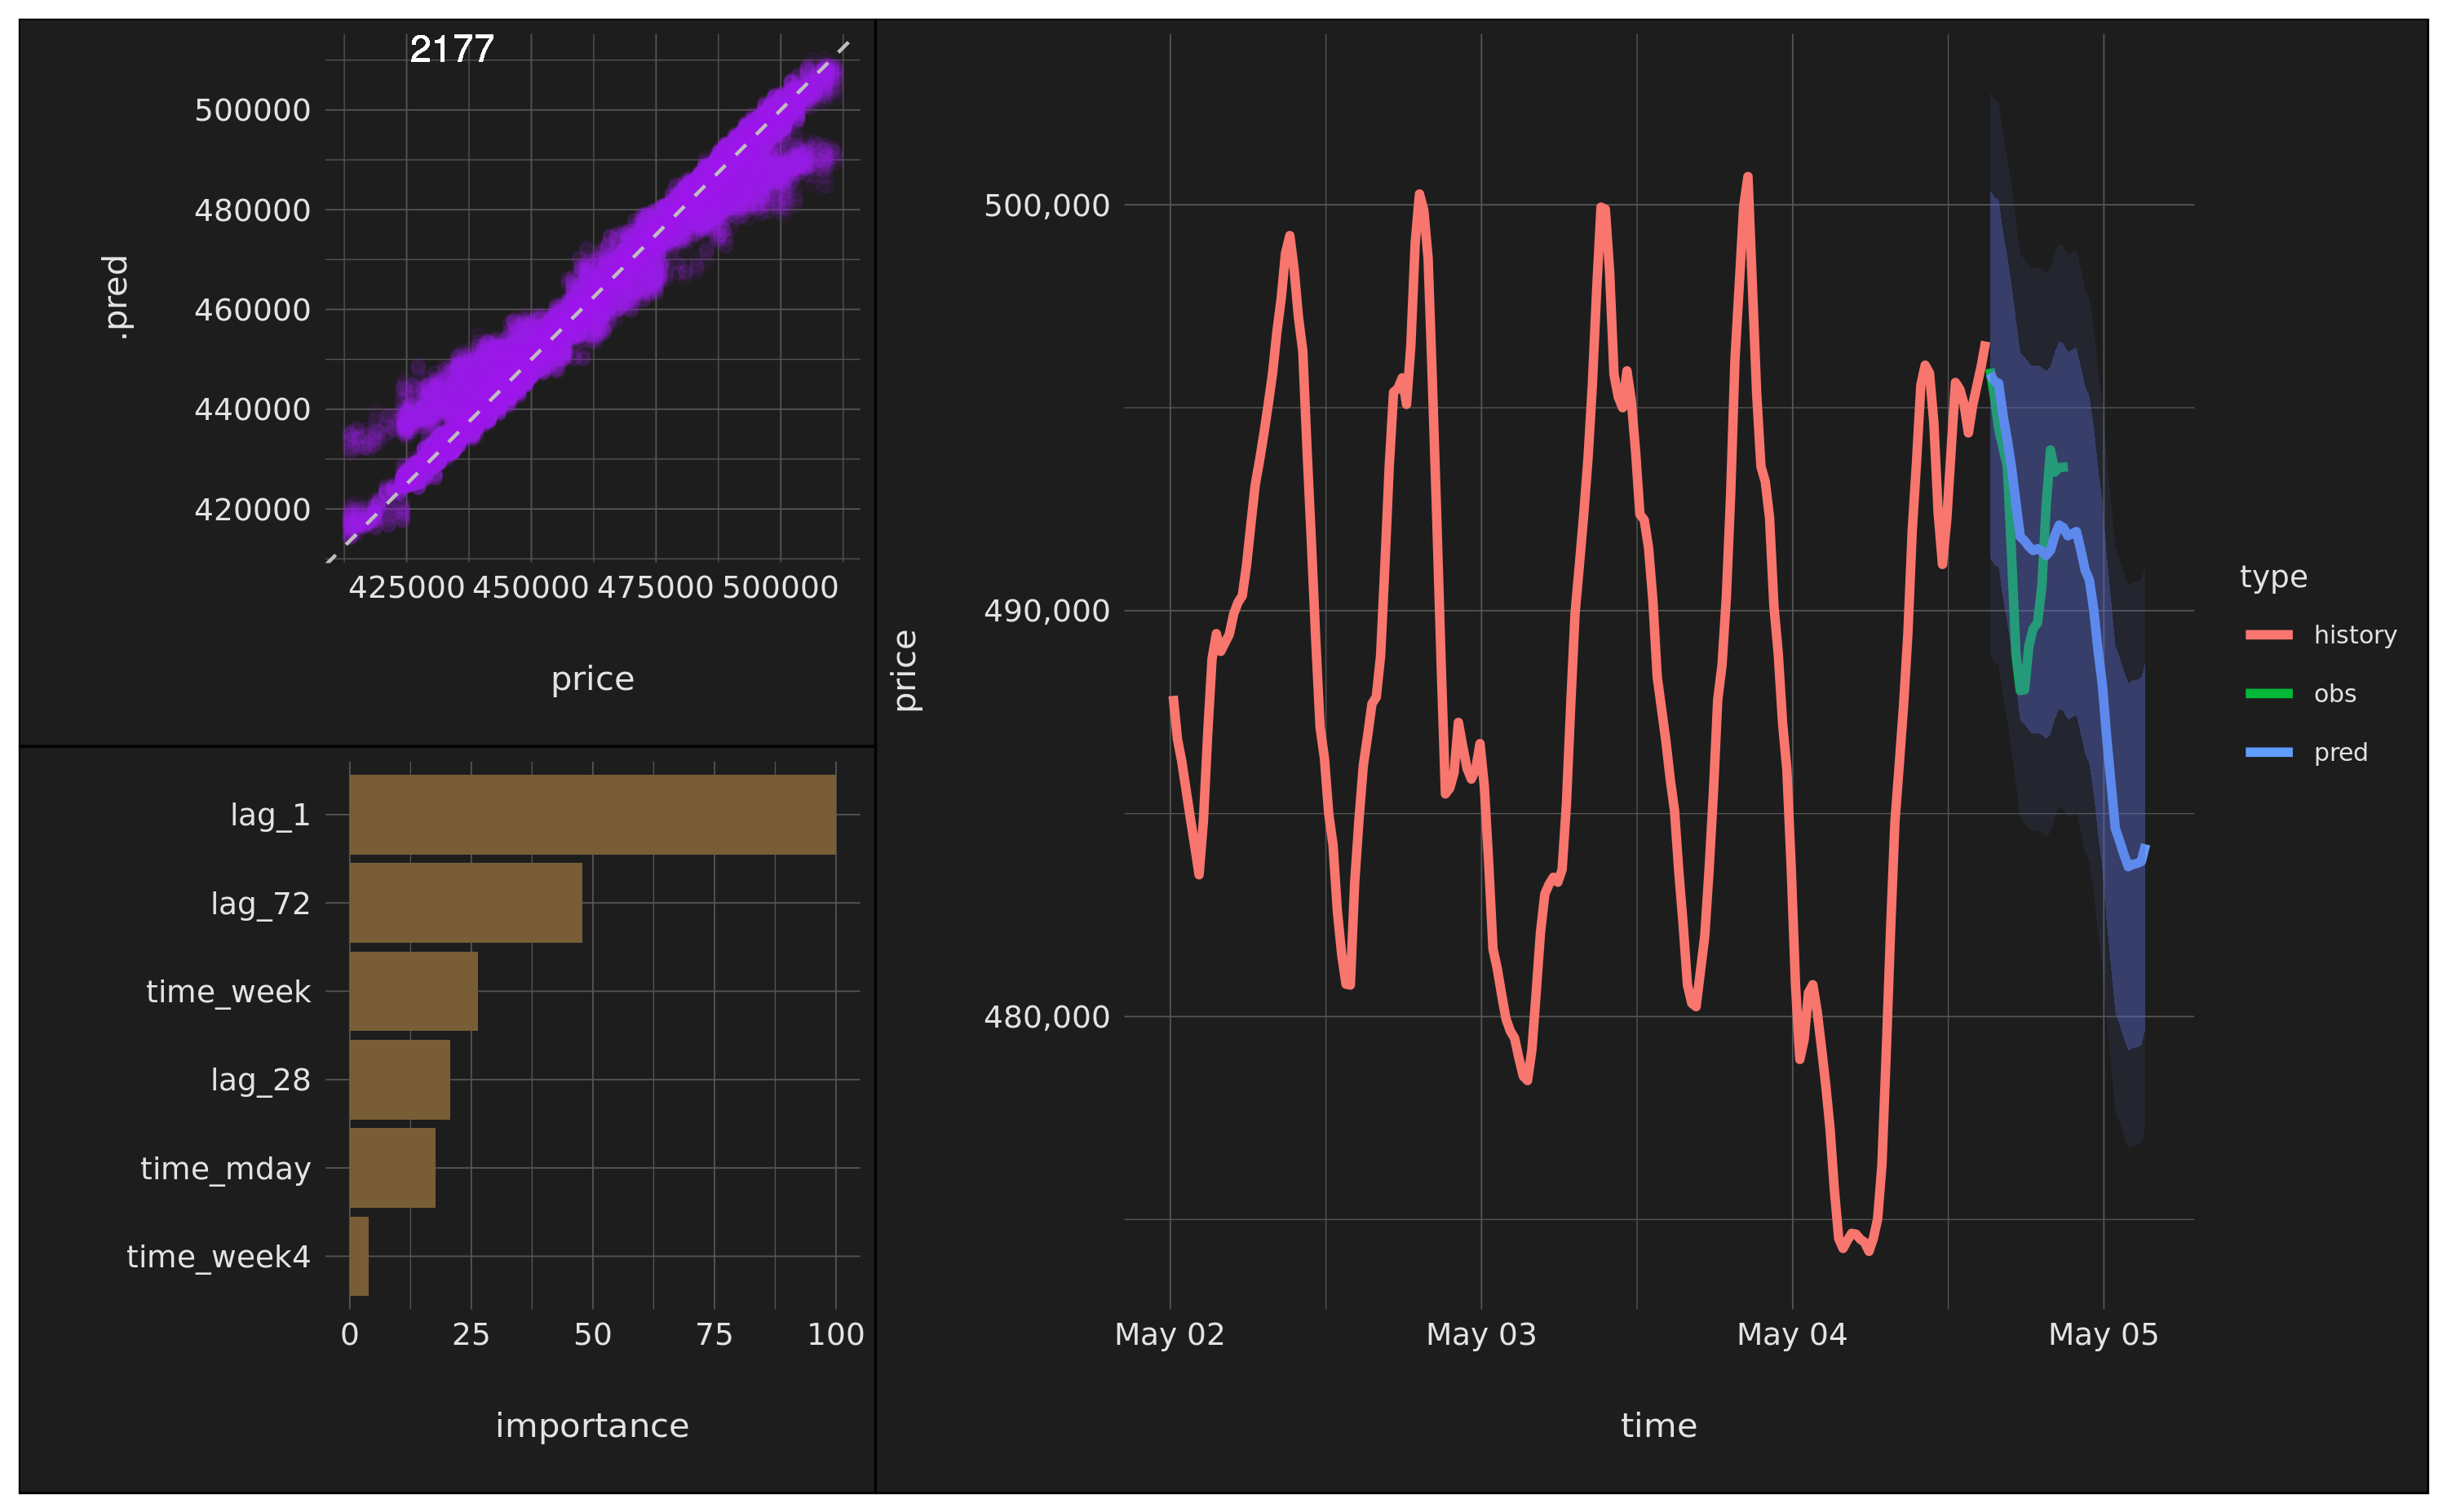 2177
500000
480000
460000
440000
420000
.pred
425000 450000 475000 500000
price
lag_1
lag_72
time_week
lag_28
time_mday
time_week4
0 25 50 75 100
importance
500,000
490,000
480,000
price
May 02 May 03 May 04 May 05
time
type
history
obs
pred